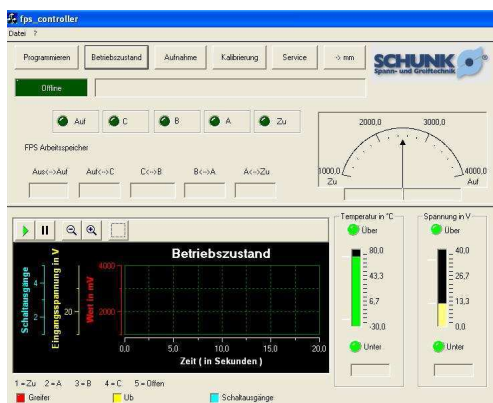 fps_controller
Datei ?
Programmieren Betriebszustand Aufnahme Kalibrierung Service -> mm
SCHUNK
Spann- und Greiftechnik
Offline
Auf C B A Zu
FPS Arbeitsspeicher
Aus<->Auf Auf<->C C<->B B<->A A<->Zu
2000,0 3000,0
1000,0 4000,0
Zu Auf
Temperatur in °C Spannung in V
Über Über
80,0 40,0
43,3 26,7
6,7 13,3
-30,0 0,0
Unter Unter
Betriebszustand
Schaltausgänge
Eingangsspannung in V
Wert in mV
4000
4
20
2000
2
0,0 5,0 10,0 15,0 20,0
Zeit ( in Sekunden )
1 = Zu 2 = A 3 = B 4 = C 5 = Offen
Greifer Ub Schaltausgänge